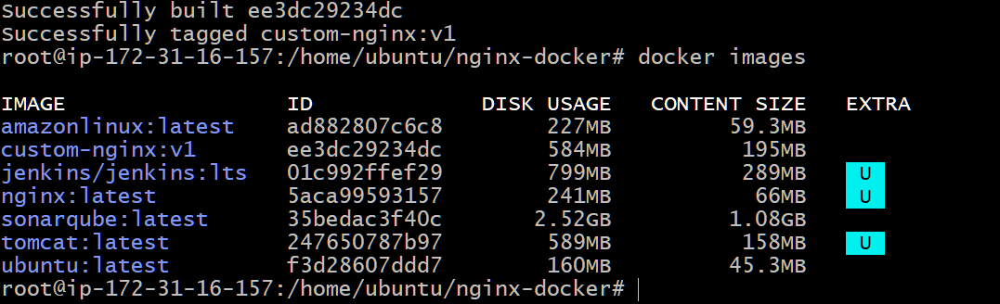 Successfully built ee3dc29234dc
Successfully tagged custom-nginx:v1
root@ip-172-31-16-157:/home/ubuntu/nginx-docker# docker images
IMAGE ID DISK USAGE CONTENT SIZE EXTRA
amazonlinux:latest ad882807c6c8 227MB 59.3MB
custom-nginx:v1 ee3dc29234dc 584MB 195MB
jenkins/jenkins:lts 01c992ffef29 799MB 289MB U
nginx:latest 5aca99593157 241MB 66MB U
sonarqube:latest 35bedac3f40c 2.52GB 1.08GB
tomcat:latest 247650787b97 589MB 158MB U
ubuntu:latest f3d28607ddd7 160MB 45.3MB
root@ip-172-31-16-157:/home/ubuntu/nginx-docker#